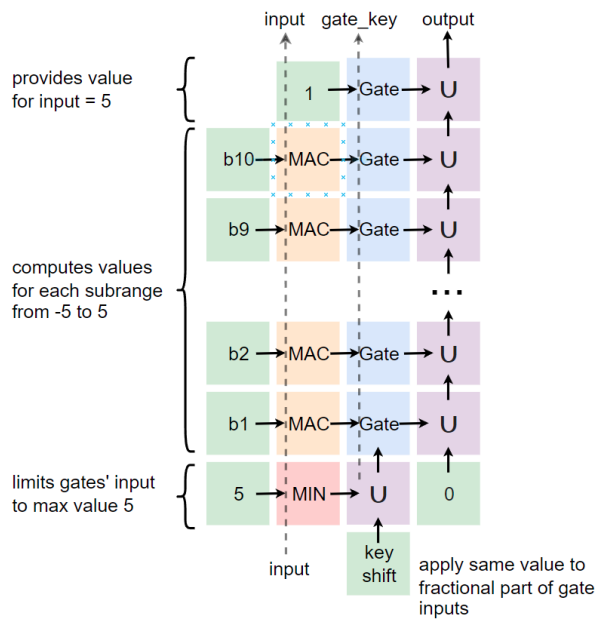 input gate_key output
provides value
for input = 5
1 Gate U
b10 MAC Gate U
b9 MAC Gate U
computes values
for each subrange
from -5 to 5
...
b2 MAC Gate U
b1 MAC Gate U
limits gates' input
to max value 5
5 MIN U 0
input
key
shift
apply same value to
fractional part of gate
inputs